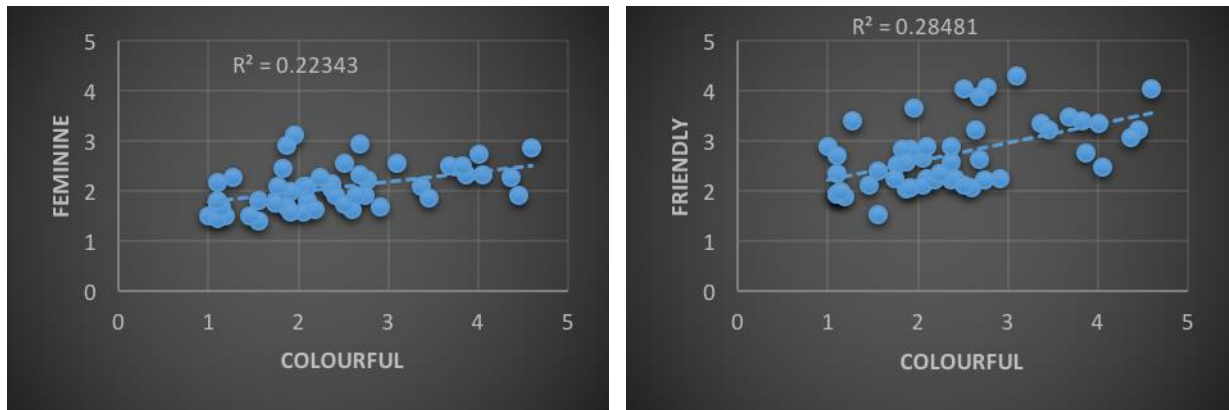 R² = 0.22343
5
4
3
2
1
0
FEMININE
0 1 2 3 4 5
COLOURFUL
R² = 0.28481
5
4
3
2
1
0
FRIENDLY
0 1 2 3 4 5
COLOURFUL